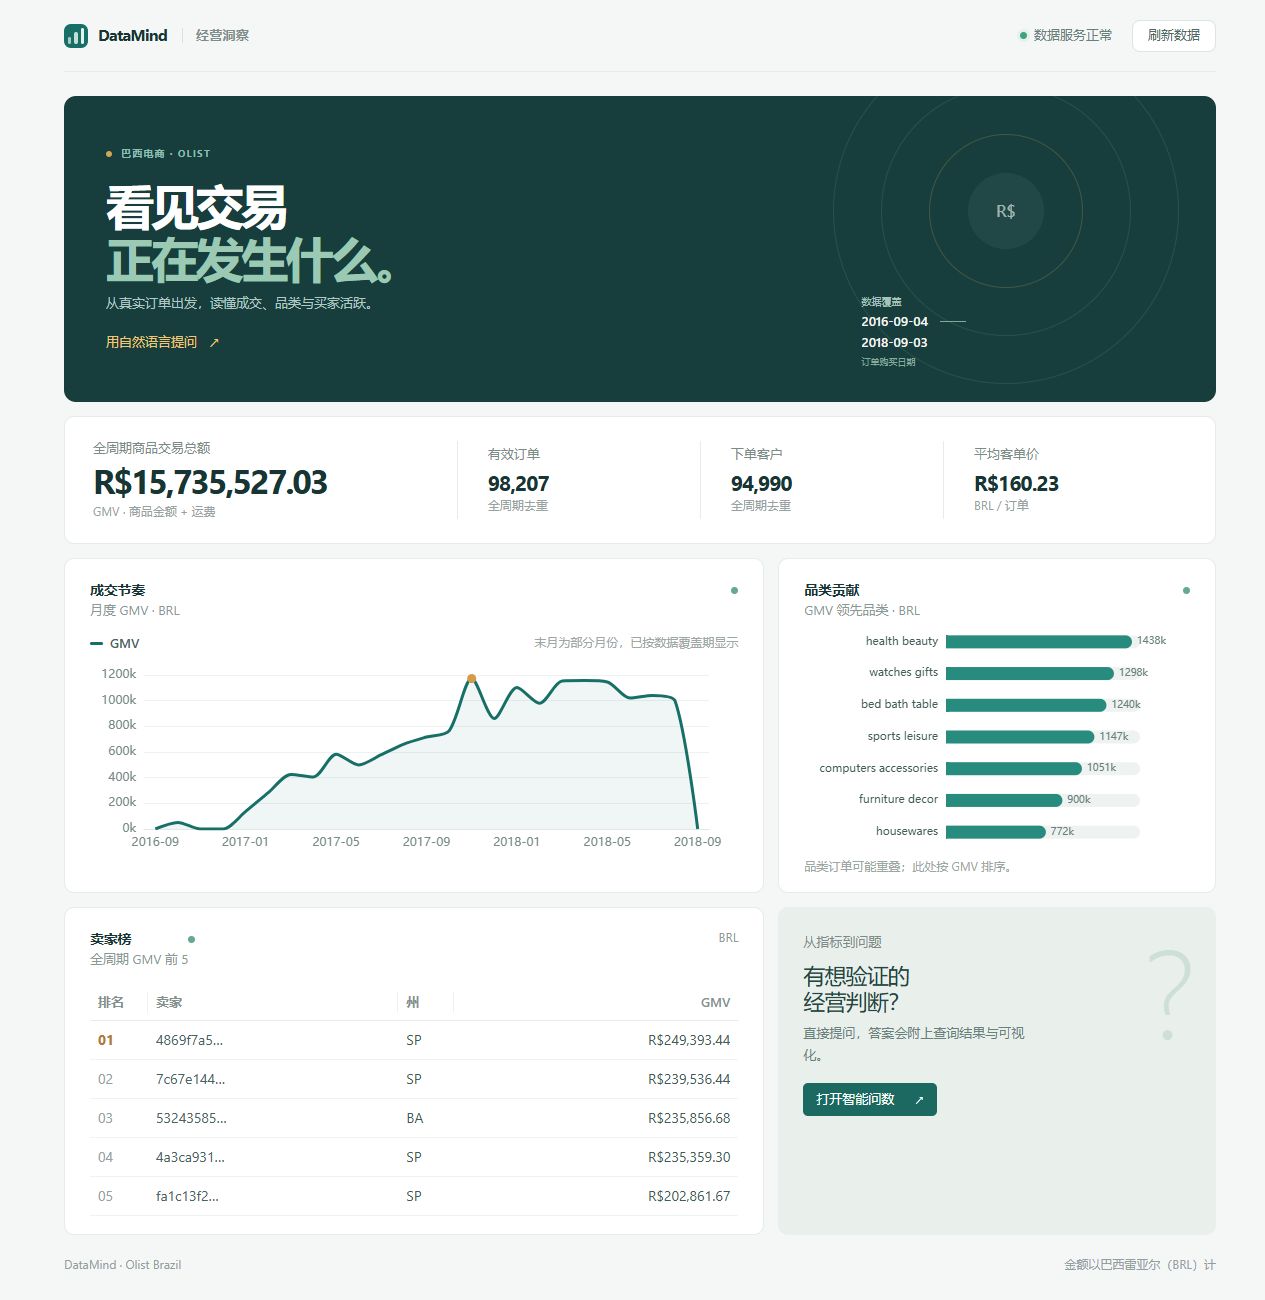 DataMind 经营洞察
数据服务正常
刷新数据
巴西电商 · OLIST
看见交易
正在发生什么。
从真实订单出发，读懂成交、品类与买家活跃。
用自然语言提问 ↗
R$
数据覆盖
2016-09-04
2018-09-03
订单购买日期
全周期商品交易总额
R$15,735,527.03
GMV · 商品金额 + 运费
有效订单
98,207
全周期去重
下单客户
94,990
全周期去重
平均客单价
R$160.23
BRL / 订单
成交节奏
月度 GMV · BRL
GMV
末月为部分月份，已按数据覆盖期显示
1200k
1000k
800k
600k
400k
200k
0k
2016-09 2017-01 2017-05 2017-09 2018-01 2018-05 2018-09
品类贡献
GMV 领先品类 · BRL
health beauty 1438k
watches gifts 1298k
bed bath table 1240k
sports leisure 1147k
computers accessories 1051k
furniture decor 900k
housewares 772k
品类订单可能重叠；此处按 GMV 排序。
卖家榜
BRL
全周期 GMV 前 5
排名 卖家 州 GMV
01 4869f7a5... SP R$249,393.44
02 7c67e144... SP R$239,536.44
03 53243585... BA R$235,856.68
04 4a3ca931... SP R$235,359.30
05 fa1c13f2... SP R$202,861.67
从指标到问题
有想验证的
经营判断？
直接提问，答案会附上查询结果与可视
化。
打开智能问数 ↗
?
DataMind · Olist Brazil
金额以巴西雷亚尔（BRL）计